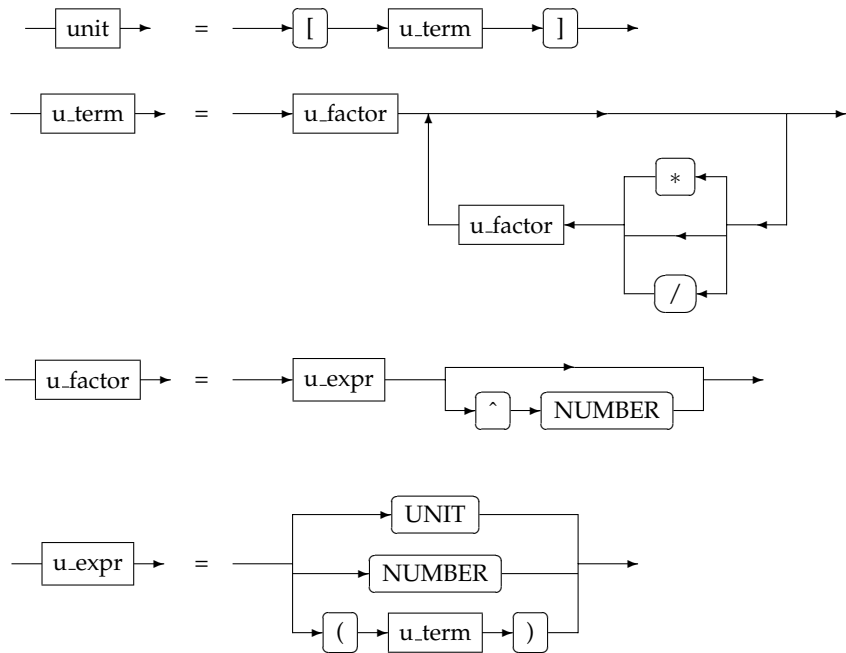 unit = [ u_term ]
u_term = u_factor
*
u_factor
/
u_factor = u_expr
^ NUMBER
UNIT
u_expr = NUMBER
( u_term )